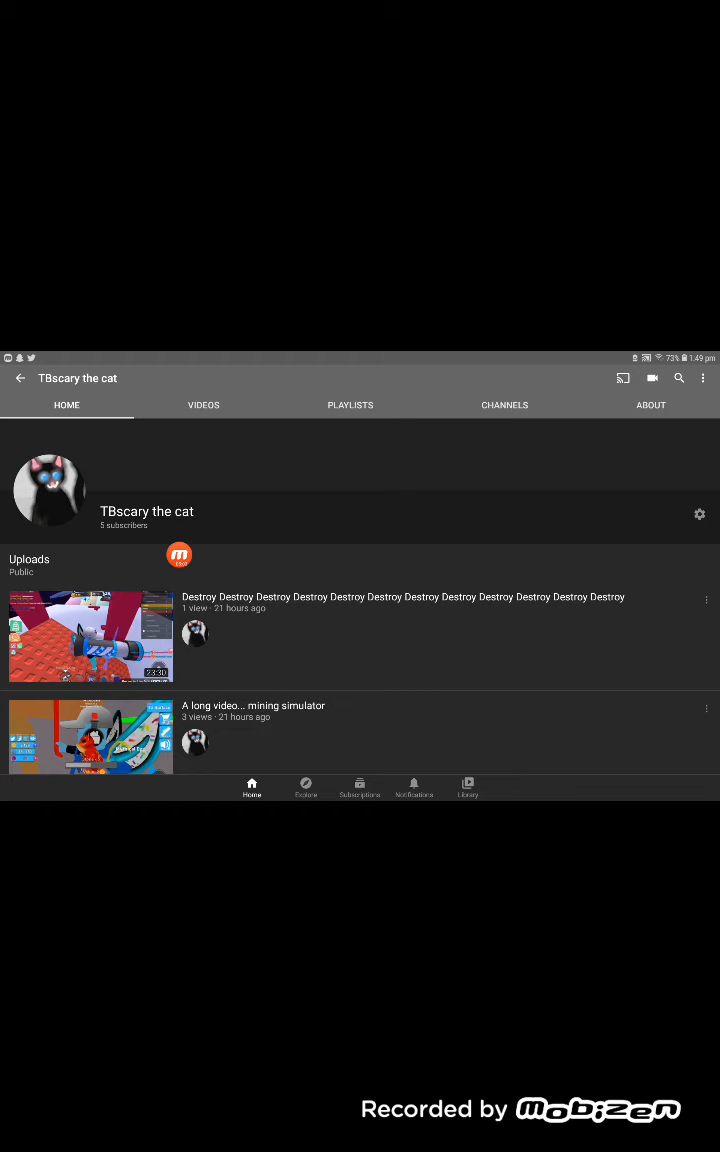 73% 1.49 pm
TBscary the cat
HOME VIDEOS PLAYLISTS CHANNELS ABOUT
TBscary the cat
5 subscribers
Uploads
Public
Destroy Destroy Destroy Destroy Destroy Destroy Destroy Destroy Destroy Destroy Destroy Destroy
1 view · 21 hours ago
23:30
A long video... mining simulator
3 views · 21 hours ago
Home Explore Subscriptions Notifications Library
Recorded by mobizen